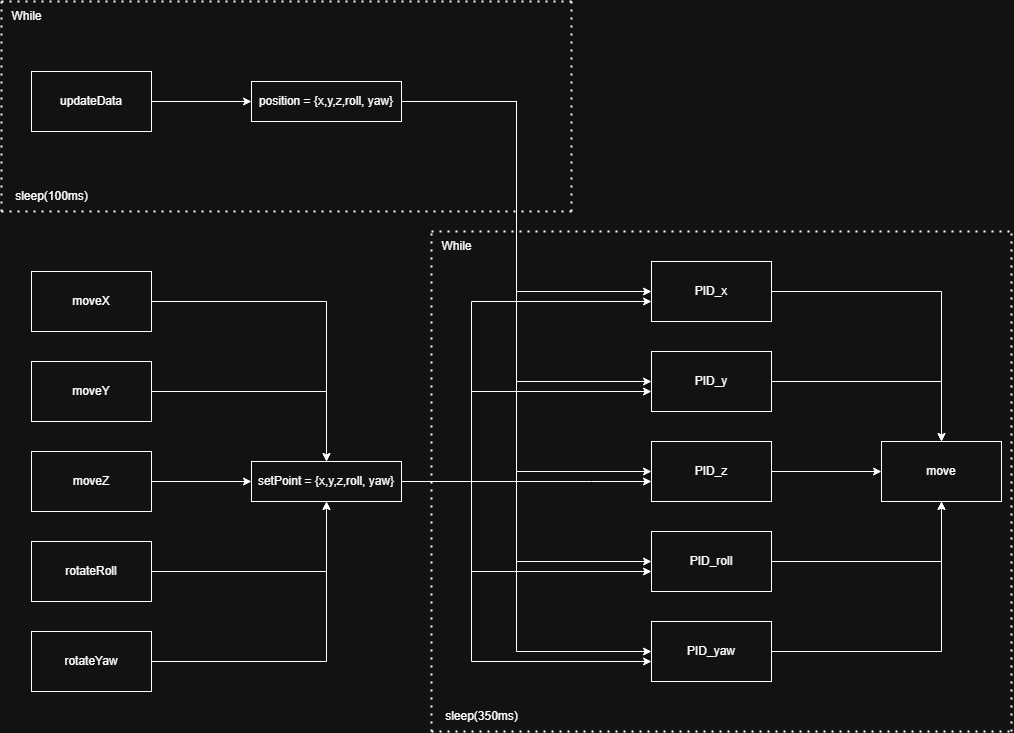 While
updateData
position = {x,y,z,roll, yaw}
sleep(100ms)
While
moveX
PID_x
moveY
PID_y
moveZ
setPoint = {x,y,z,roll, yaw}
PID_z
move
rotateRoll
PID_roll
rotateYaw
PID_yaw
sleep(350ms)